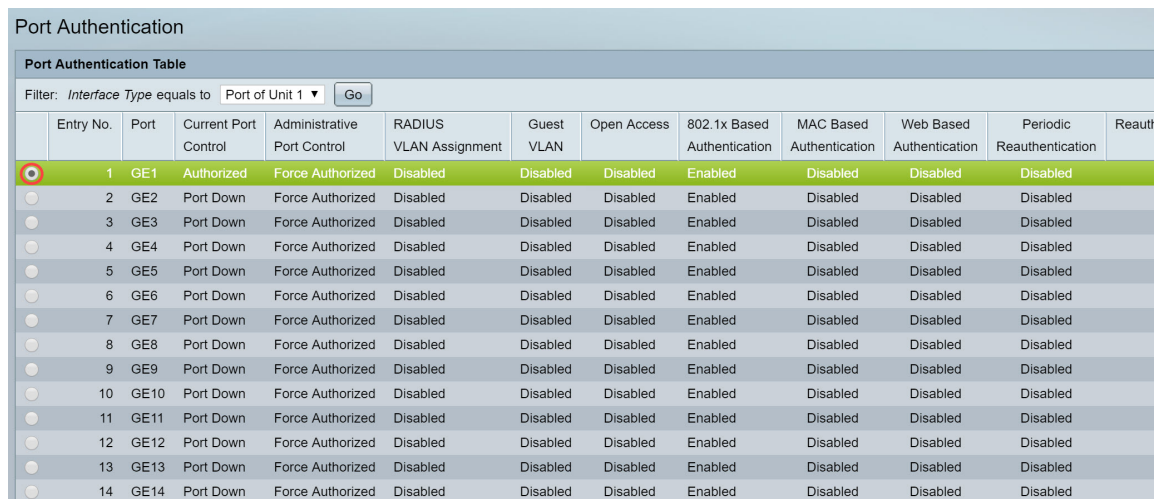 Port Authentication
Port Authentication Table
Filter: Interface Type equals to Port of Unit 1 Go
Entry No. Port Current Port Control Administrative Port Control RADIUS VLAN Assignment Guest VLAN Open Access 802.1x Based Authentication MAC Based Authentication Web Based Authentication Periodic Reauthentication
1 GE1 Authorized Force Authorized Disabled Disabled Disabled Enabled Disabled Disabled Disabled
2 GE2 Port Down Force Authorized Disabled Disabled Disabled Enabled Disabled Disabled Disabled
3 GE3 Port Down Force Authorized Disabled Disabled Disabled Enabled Disabled Disabled Disabled
4 GE4 Port Down Force Authorized Disabled Disabled Disabled Enabled Disabled Disabled Disabled
5 GE5 Port Down Force Authorized Disabled Disabled Disabled Enabled Disabled Disabled Disabled
6 GE6 Port Down Force Authorized Disabled Disabled Disabled Enabled Disabled Disabled Disabled
7 GE7 Port Down Force Authorized Disabled Disabled Disabled Enabled Disabled Disabled Disabled
8 GE8 Port Down Force Authorized Disabled Disabled Disabled Enabled Disabled Disabled Disabled
9 GE9 Port Down Force Authorized Disabled Disabled Disabled Enabled Disabled Disabled Disabled
10 GE10 Port Down Force Authorized Disabled Disabled Disabled Enabled Disabled Disabled Disabled
11 GE11 Port Down Force Authorized Disabled Disabled Disabled Enabled Disabled Disabled Disabled
12 GE12 Port Down Force Authorized Disabled Disabled Disabled Enabled Disabled Disabled Disabled
13 GE13 Port Down Force Authorized Disabled Disabled Disabled Enabled Disabled Disabled Disabled
14 GE14 Port Down Force Authorized Disabled Disabled Disabled Enabled Disabled Disabled Disabled